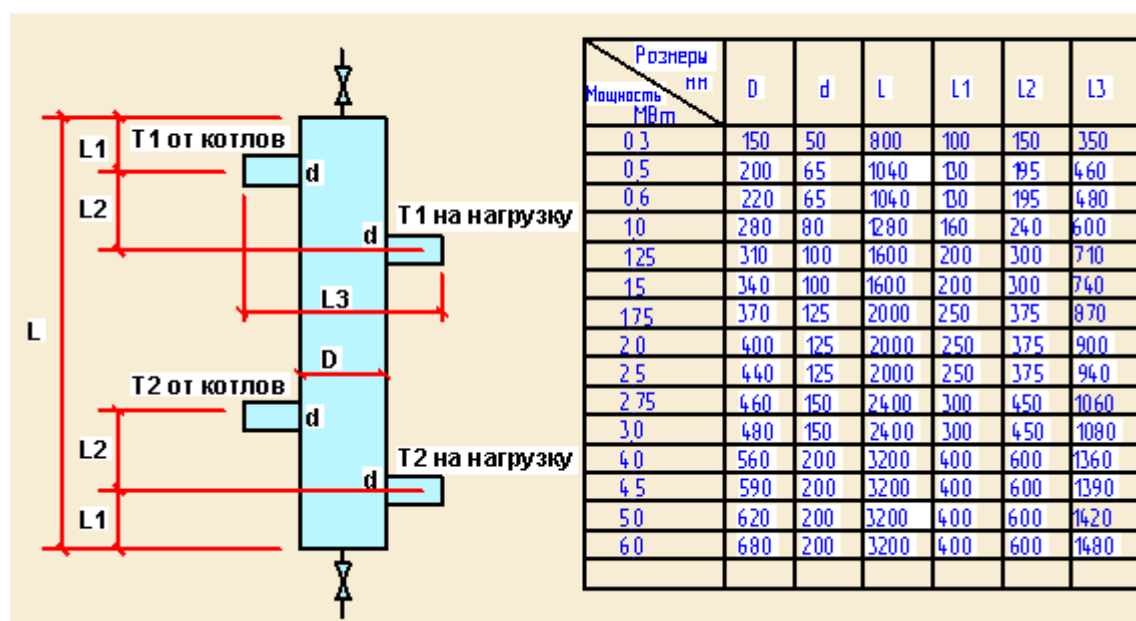 L1
T1 от котлов
d
L2
T1 на нагрузку
d
L3
L
D
T2 от котлов
d
L2
T2 на нагрузку
d
L1
Розмеры
мм
Мощность
МВт
D d L L1 L2 L3
0,3 150 50 800 100 150 350
0,5 200 65 1040 130 195 460
0,6 220 65 1040 130 195 480
1,0 280 80 1280 160 240 600
1,25 310 100 1600 200 300 710
1,5 340 100 1600 200 300 740
1,75 370 125 2000 250 375 870
2,0 400 125 2000 250 375 900
2,5 440 125 2000 250 375 940
2,75 460 150 2400 300 450 1060
3,0 480 150 2400 300 450 1080
4,0 560 200 3200 400 600 1360
4,5 590 200 3200 400 600 1390
5,0 620 200 3200 400 600 1420
6,0 680 200 3200 400 600 1480